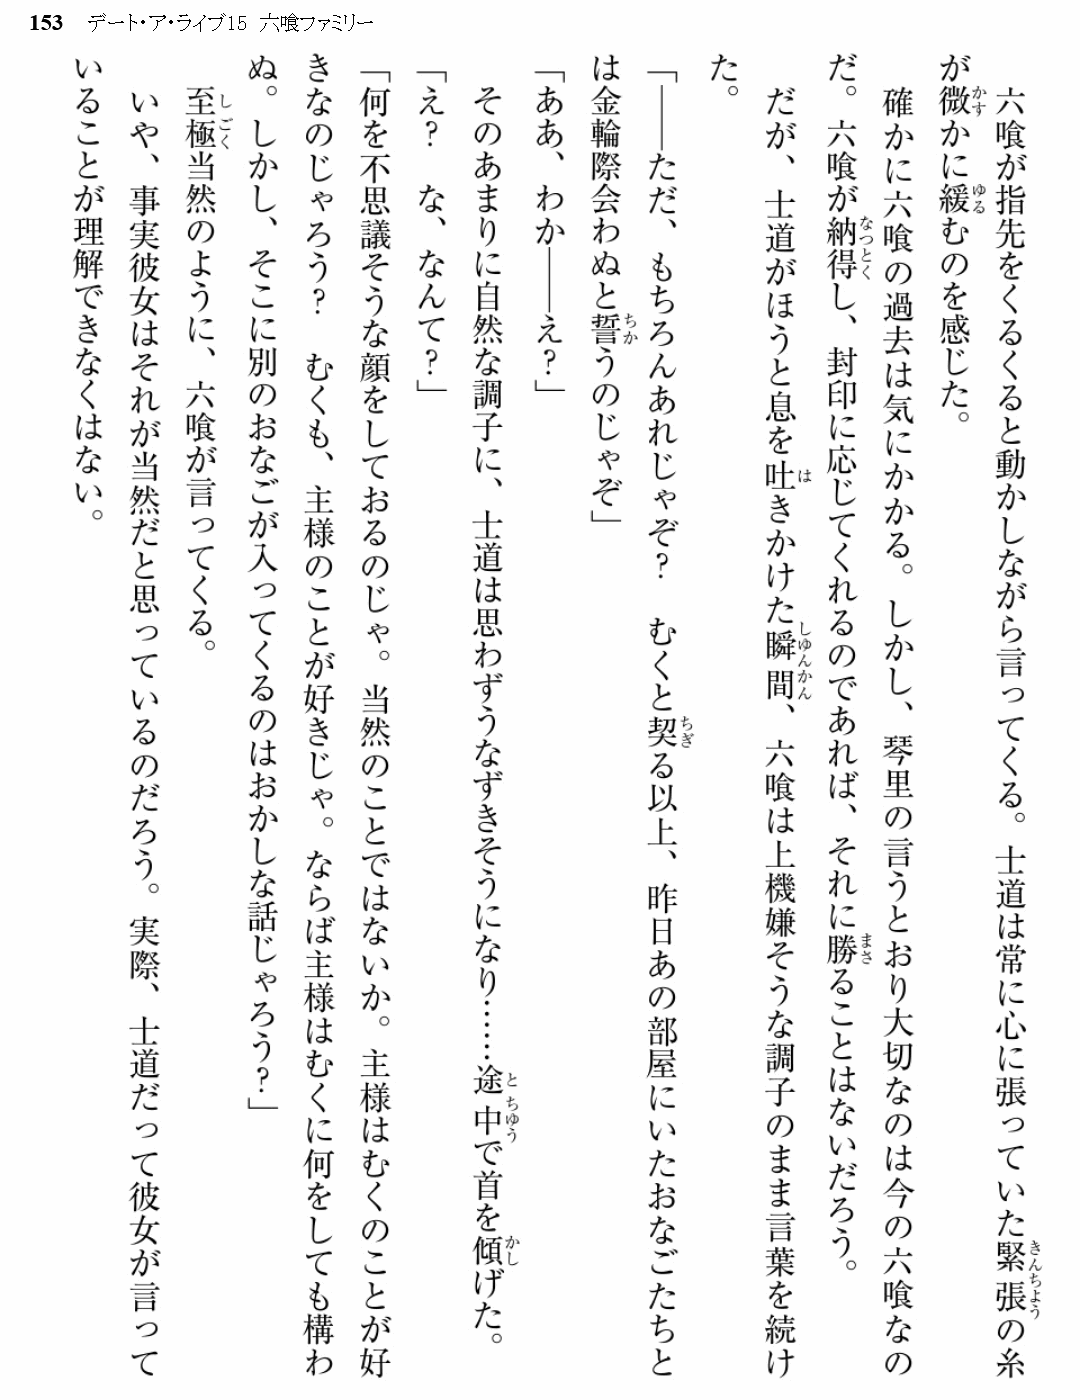 153 デート・ア・ライブ15 六喰ファミリー
　六喰が指先をくるくると動かしながら言ってくる。士道は常に心に張っていた緊張の糸
が微かに緩むのを感じた。
　確かに六喰の過去は気にかかる。しかし、琴里の言うとおり大切なのは今の六喰なの
だ。六喰が納得し、封印に応じてくれるのであれば、それに勝ることはないだろう。
　だが、士道がほうと息を吐きかけた瞬間、六喰は上機嫌そうな調子のまま言葉を続け
た。
「――ただ、もちろんあれじゃぞ？　むくと契る以上、昨日あの部屋にいたおなごたちと
は金輪際会わぬと誓うのじゃぞ」
「ああ、わか――え？」
　そのあまりに自然な調子に、士道は思わずうなずきそうになり……途中で首を傾げた。
「え？　な、なんて？」
「何を不思議そうな顔をしておるのじゃ。当然のことではないか。主様はむくのことが好
きなのじゃろう？　むくも、主様のことが好きじゃ。ならば主様はむくに何をしても構わ
ぬ。しかし、そこに別のおなごが入ってくるのはおかしな話じゃろう？」
　至極当然のように、六喰が言ってくる。
　いや、事実彼女はそれが当然だと思っているのだろう。実際、士道だって彼女が言って
いることが理解できなくはない。